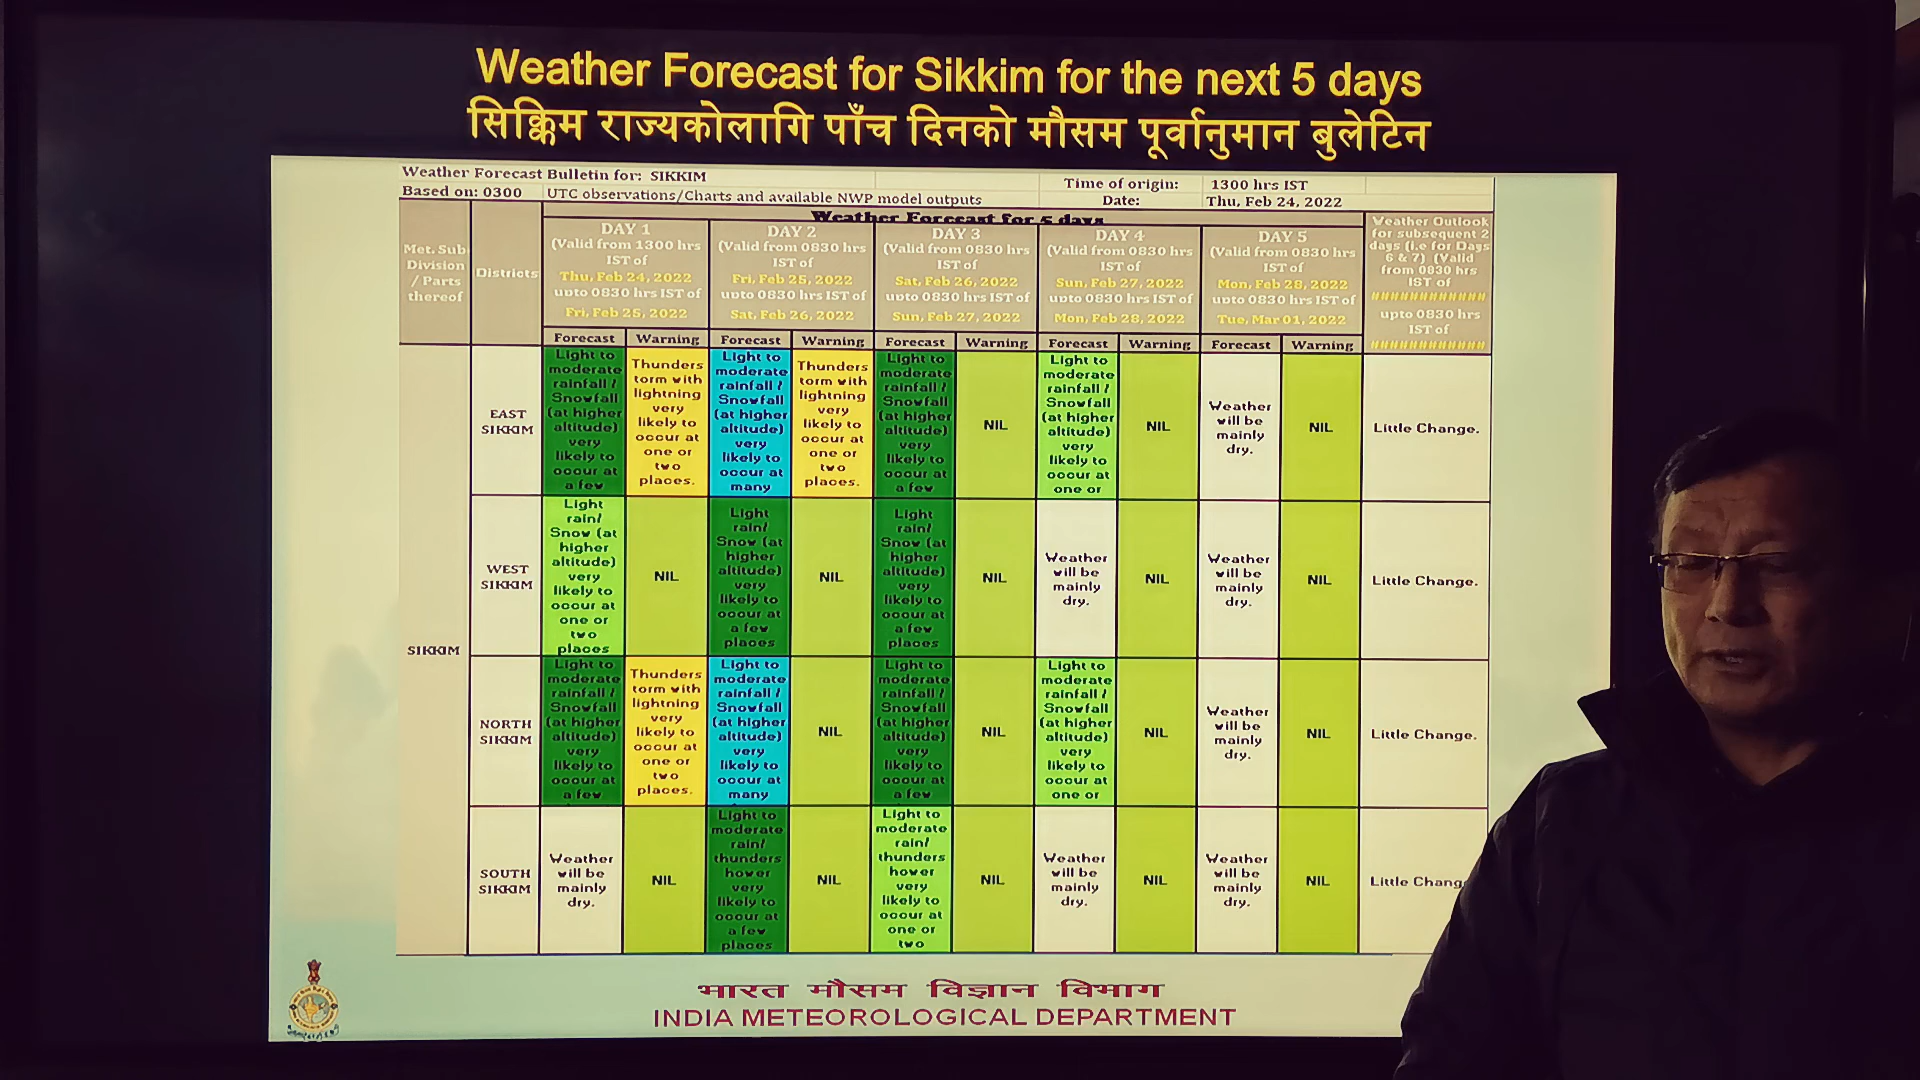 Weather Forecast for Sikkim for the next 5 days
सिक्किम राज्यकोलागि पाँच दिनको मौसम पूर्वानुमान बुलेटिन
Weather Forecast Bulletin for: SIKKIM
Time of origin: 1300 hrs IST
Based on: 0300 UTC observations/Charts and available NWP model outputs
Date: Thu, Feb 24, 2022
Weather Forecast for 5 days
Met. Sub Division / Parts thereof
Districts
DAY 1
(Valid from 1300 hrs
IST of
Thu, Feb 24, 2022
upto 0830 hrs IST of
Fri, Feb 25, 2022
DAY 2
(Valid from 0830 hrs
IST of
Fri, Feb 25, 2022
upto 0830 hrs IST of
Sat, Feb 26, 2022
DAY 3
(Valid from 0830 hrs
IST of
Sat, Feb 26, 2022
upto 0830 hrs IST of
Sun, Feb 27, 2022
DAY 4
(Valid from 0830 hrs
IST of
Sun, Feb 27, 2022
upto 0830 hrs IST of
Mon, Feb 28, 2022
DAY 5
(Valid from 0830 hrs
IST of
Mon, Feb 28, 2022
upto 0830 hrs IST of
Tue, Mar 01, 2022
Weather Outlook
for subsequent 2
days (i.e for Days
6 & 7) (Valid
from 0830 hrs
IST of
############
upto 0830 hrs
IST of
############
Forecast Warning Forecast Warning Forecast Warning Forecast Warning Forecast Warning
SIKKIM
EAST
SIKKIM
Light to
moderate
rainfall /
Snowfall
(at higher
altitude)
very
likely to
occur at
a few
Thunders
torm with
lightning
very
likely to
occur at
one or
two
places.
Light to
moderate
rainfall /
Snowfall
(at higher
altitude)
very
likely to
occur at
many
Thunders
torm with
lightning
very
likely to
occur at
one or
two
places.
Light to
moderate
rainfall /
Snowfall
(at higher
altitude)
very
likely to
occur at
a few
NIL
Light to
moderate
rainfall /
Snowfall
(at higher
altitude)
very
likely to
occur at
one or
NIL
Weather
will be
mainly
dry.
NIL
Little Change.
WEST
SIKKIM
Light
rain/
Snow (at
higher
altitude)
very
likely to
occur at
one or
two
places
NIL
Light
rain/
Snow (at
higher
altitude)
very
likely to
occur at
a few
places
NIL
Light
rain/
Snow (at
higher
altitude)
very
likely to
occur at
a few
places
NIL
Weather
will be
mainly
dry.
NIL
Weather
will be
mainly
dry.
NIL
Little Change.
NORTH
SIKKIM
Light to
moderate
rainfall /
Snowfall
(at higher
altitude)
very
likely to
occur at
a few
Thunders
torm with
lightning
very
likely to
occur at
one or
two
places.
Light to
moderate
rainfall /
Snowfall
(at higher
altitude)
very
likely to
occur at
many
NIL
Light to
moderate
rainfall /
Snowfall
(at higher
altitude)
very
likely to
occur at
a few
NIL
Light to
moderate
rainfall /
Snowfall
(at higher
altitude)
very
likely to
occur at
one or
NIL
Weather
will be
mainly
dry.
NIL
Little Change.
SOUTH
SIKKIM
Weather
will be
mainly
dry.
NIL
Light to
moderate
rain/
thunders
hower
very
likely to
occur at
a few
places
NIL
Light to
moderate
rain/
thunders
hower
very
likely to
occur at
one or
two
NIL
Weather
will be
mainly
dry.
NIL
Weather
will be
mainly
dry.
NIL
Little Chang
भारत मौसम विज्ञान विभाग
INDIA METEOROLOGICAL DEPARTMENT